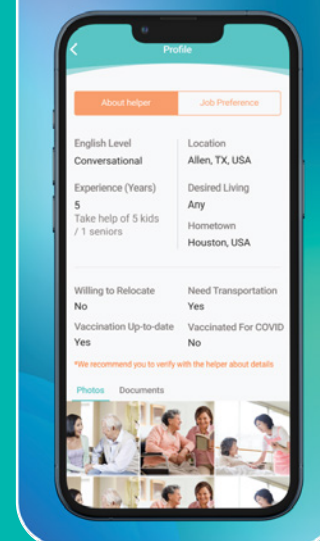 Profile
About helper
Job Preference
English Level
Conversational
Location
Allen, TX, USA
Experience (Years)
5
Take help of 5 kids
/ 1 seniors
Desired Living
Any
Hometown
Houston, USA
Willing to Relocate
No
Need Transportation
Yes
Vaccination Up-to-date
Yes
Vaccinated For COVID
No
*We recommend you to verify with the helper about details
Photos
Documents